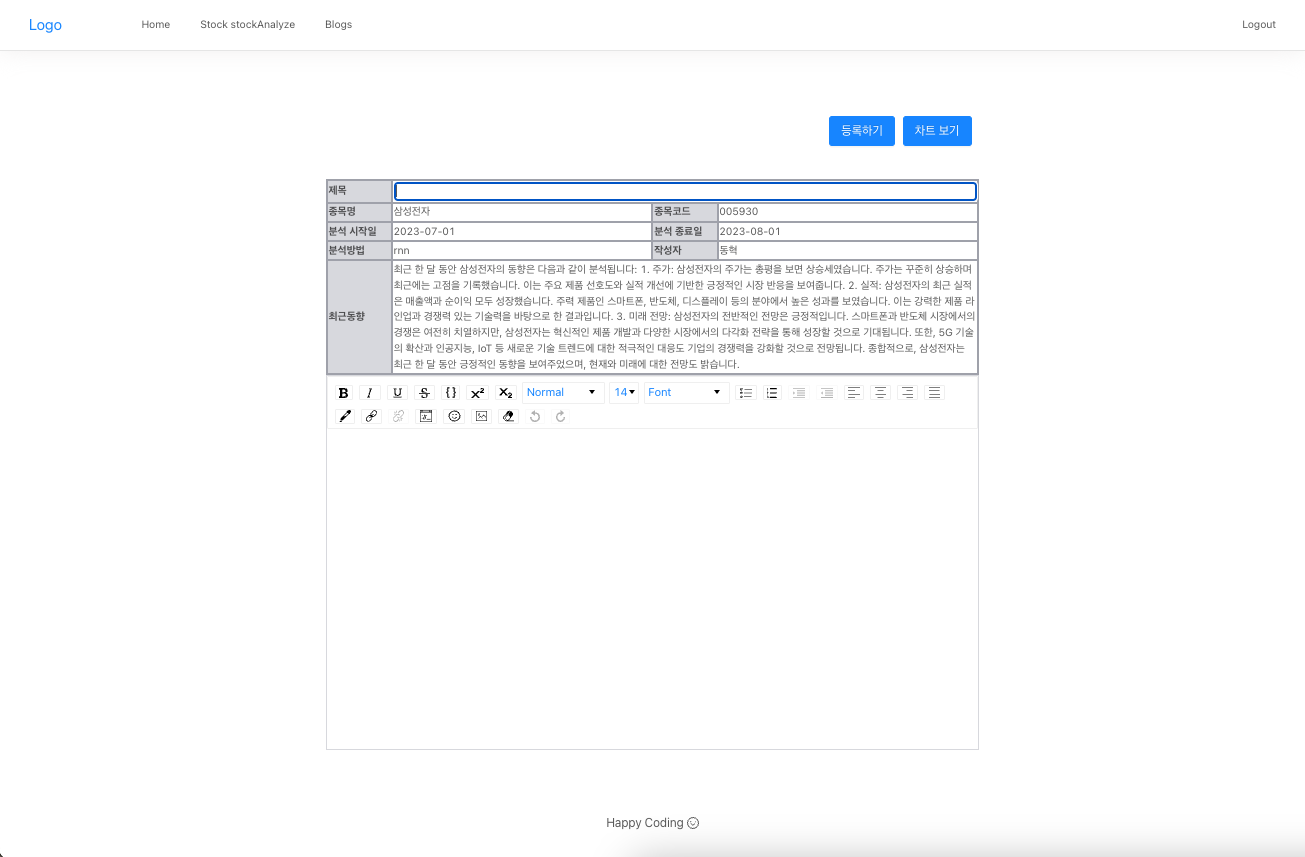 Logo Home Stock stockAnalyze Blogs Logout
등록하기 차트 보기
제목
종목명 삼성전자 종목코드 005930
분석 시작일 2023-07-01 분석 종료일 2023-08-01
분석방법 rnn 작성자 동혁
최근 한 달 동안 삼성전자의 동향은 다음과 같이 분석됩니다: 1. 주가: 삼성전자의 주가는 총평을 보면 상승세였습니다. 주가는 꾸준히 상승하며
최근에는 고점을 기록했습니다. 이는 주요 제품 선호도와 실적 개선에 기반한 긍정적인 시장 반응을 보여줍니다. 2. 실적: 삼성전자의 최근 실적
은 매출액과 순이익 모두 성장했습니다. 주력 제품인 스마트폰, 반도체, 디스플레이 등의 분야에서 높은 성과를 보였습니다. 이는 강력한 제품 라
최근동향 인업과 경쟁력 있는 기술력을 바탕으로 한 결과입니다. 3. 미래 전망: 삼성전자의 전반적인 전망은 긍정적입니다. 스마트폰과 반도체 시장에서의
경쟁은 여전히 치열하지만, 삼성전자는 혁신적인 제품 개발과 다양한 시장에서의 다각화 전략을 통해 성장할 것으로 기대됩니다. 또한, 5G 기술
의 확산과 인공지능, IoT 등 새로운 기술 트렌드에 대한 적극적인 대응도 기업의 경쟁력을 강화할 것으로 전망됩니다. 종합적으로, 삼성전자는
최근 한 달 동안 긍정적인 동향을 보여주었으며, 현재와 미래에 대한 전망도 밝습니다.
B I U S {} x² x₂ Normal 14 Font
Happy Coding